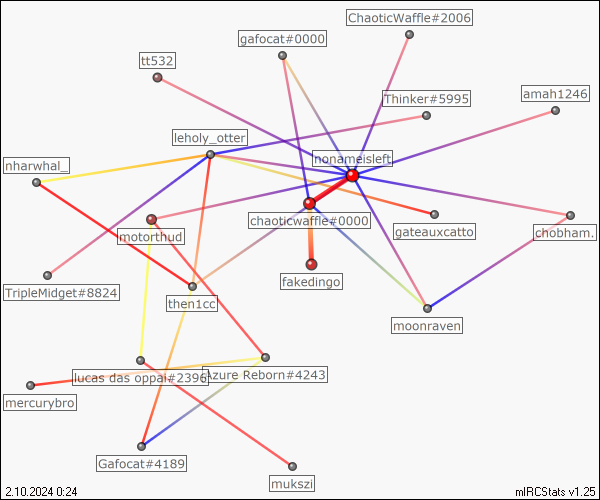 ChaoticWaffle#2006
gafocat#0000
tt532
amah1246
Thinker#5995
leholy_otter
nonameisleft
nharwhal_
chaoticwaffle#0000
gateauxcatto
motorthud
chobham.
fakedingo
TripleMidget#8824
then1cc
moonraven
lucas das oppai#2396
Azure Reborn#4243
mercurybro
Gafocat#4189
mukszi
2.10.2024 0:24
mIRCStats v1.25